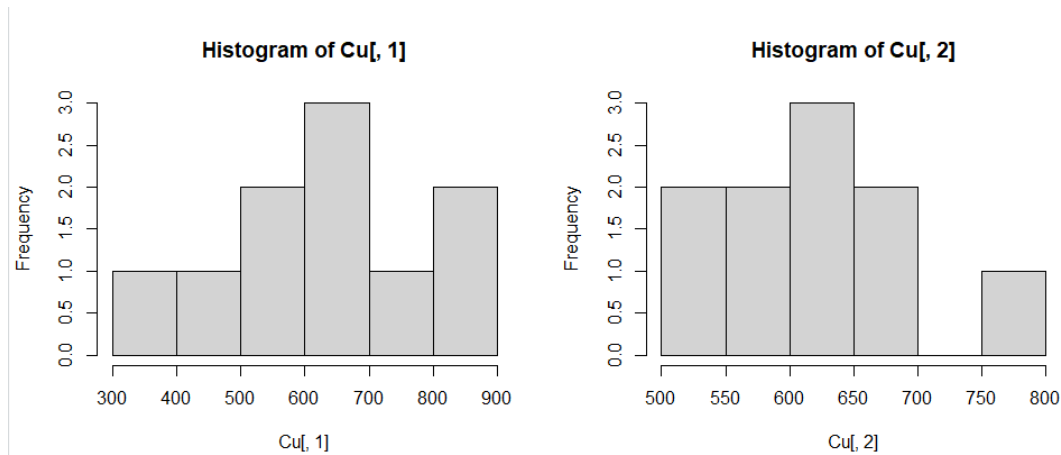 Histogram of Cu[, 1]
Frequency
0.0 0.5 1.0 1.5 2.0 2.5 3.0
300 400 500 600 700 800 900
Cu[, 1]
Histogram of Cu[, 2]
Frequency
0.0 0.5 1.0 1.5 2.0 2.5 3.0
500 550 600 650 700 750 800
Cu[, 2]